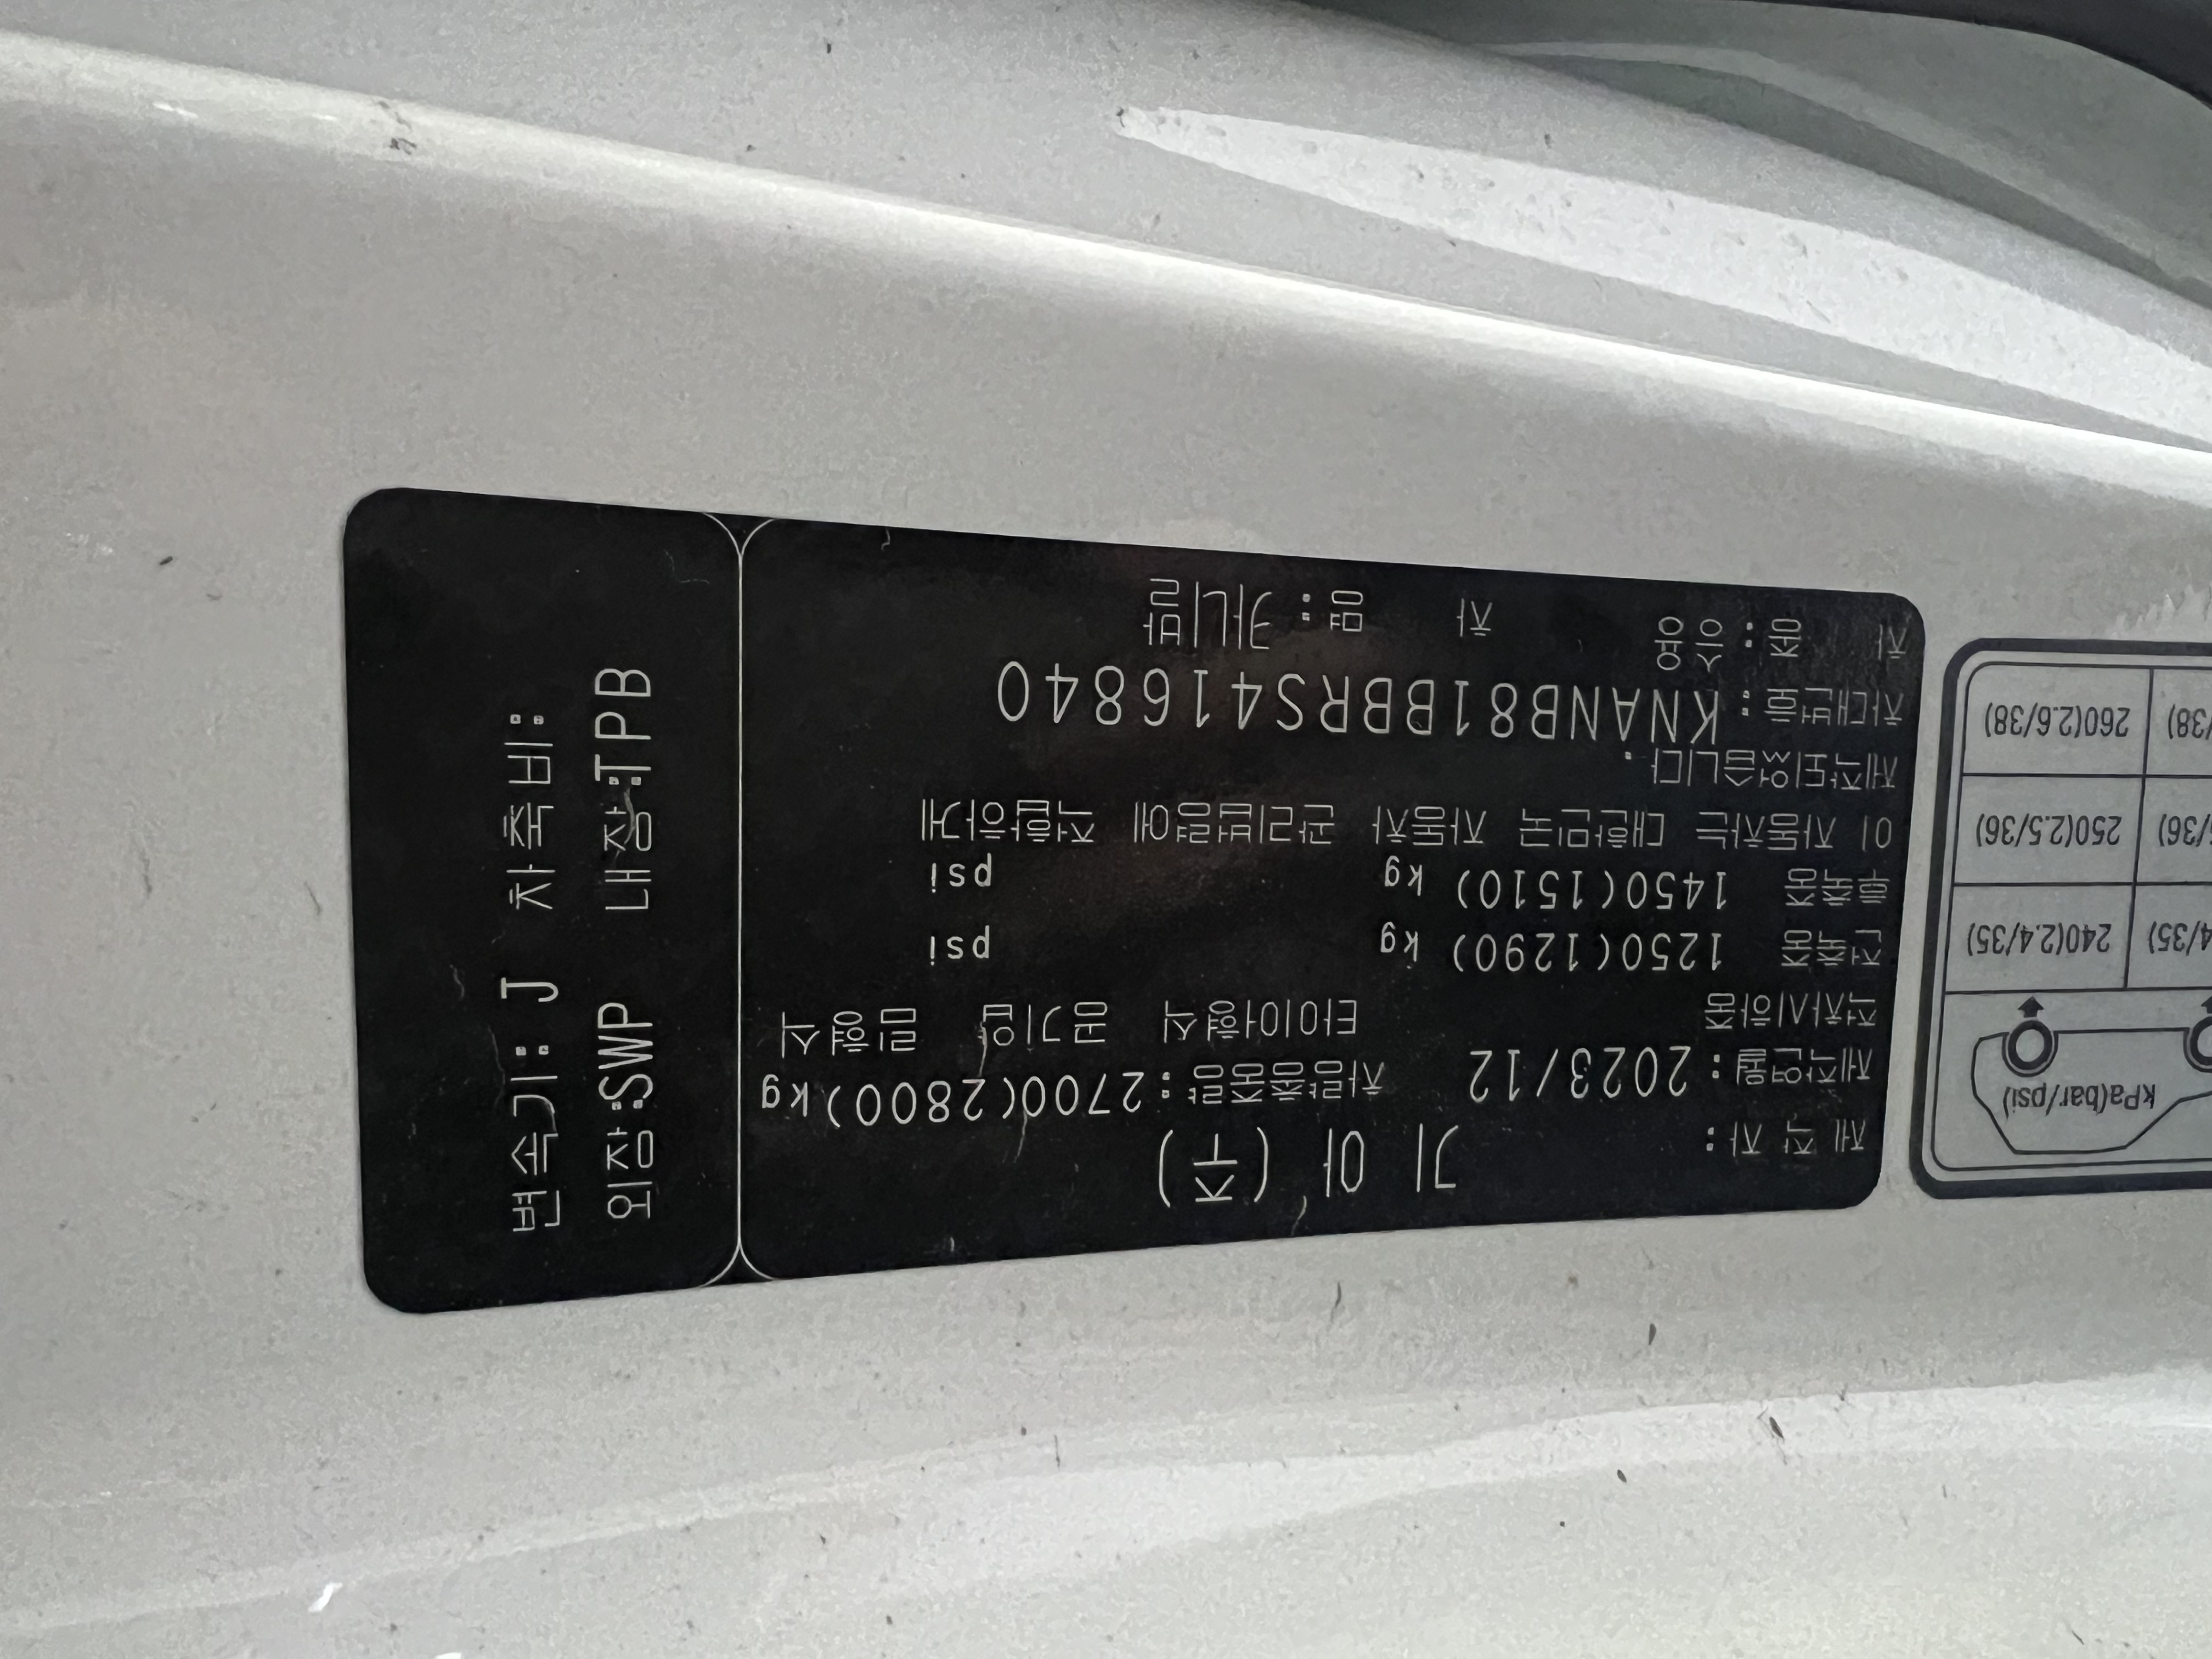 제 작 자 : 기 아 (주)
제작연월 : 2023/12 차량총중량 : 2700(2800)kg
적차시하중 타이어형식 공기압 림형식
전축중 1250(1290) kg psi
후축중 1450(1510) kg psi
이 자동차는 대한민국 자동차 관리법령에 적합하게
제작되었습니다.
차대번호 : KNANB81BBRS416840
차 종 : 승용 차 명 : 카니발
변속기: J 차축비:
외장:SWP 내장:TPB
kPa(bar/psi)
240(2.4/35)
250(2.5/36)
260(2.6/38)